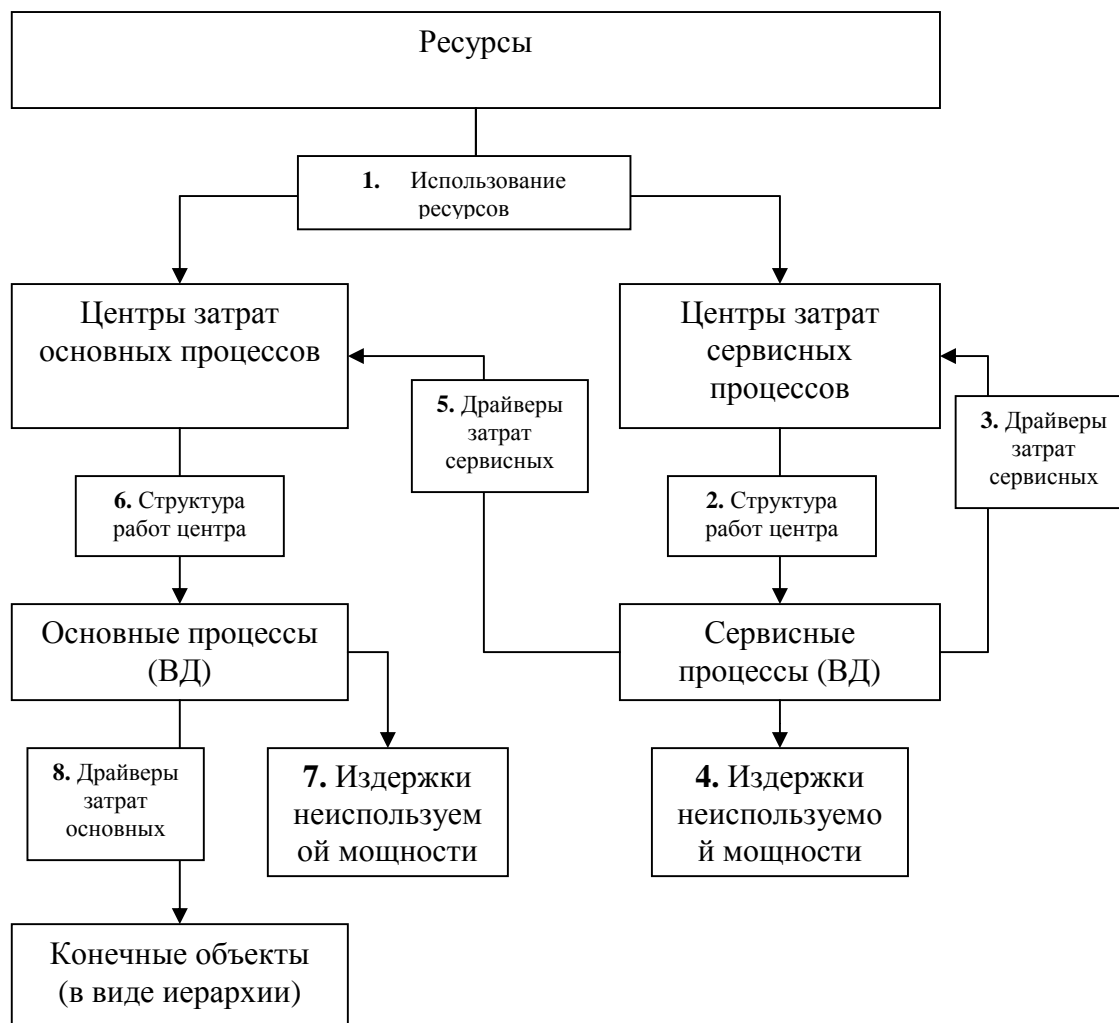 Ресурсы
1. Использование
ресурсов
Центры затрат
основных процессов
Центры затрат
сервисных
процессов
5. Драйверы
затрат
сервисных
3. Драйверы
затрат
сервисных
6. Структура
работ центра
2. Структура
работ центра
Основные процессы
(ВД)
Сервисные
процессы (ВД)
8. Драйверы
затрат
основных
7. Издержки
неиспользуем
ой мощности
4. Издержки
неиспользуемо
й мощности
Конечные объекты
(в виде иерархии)